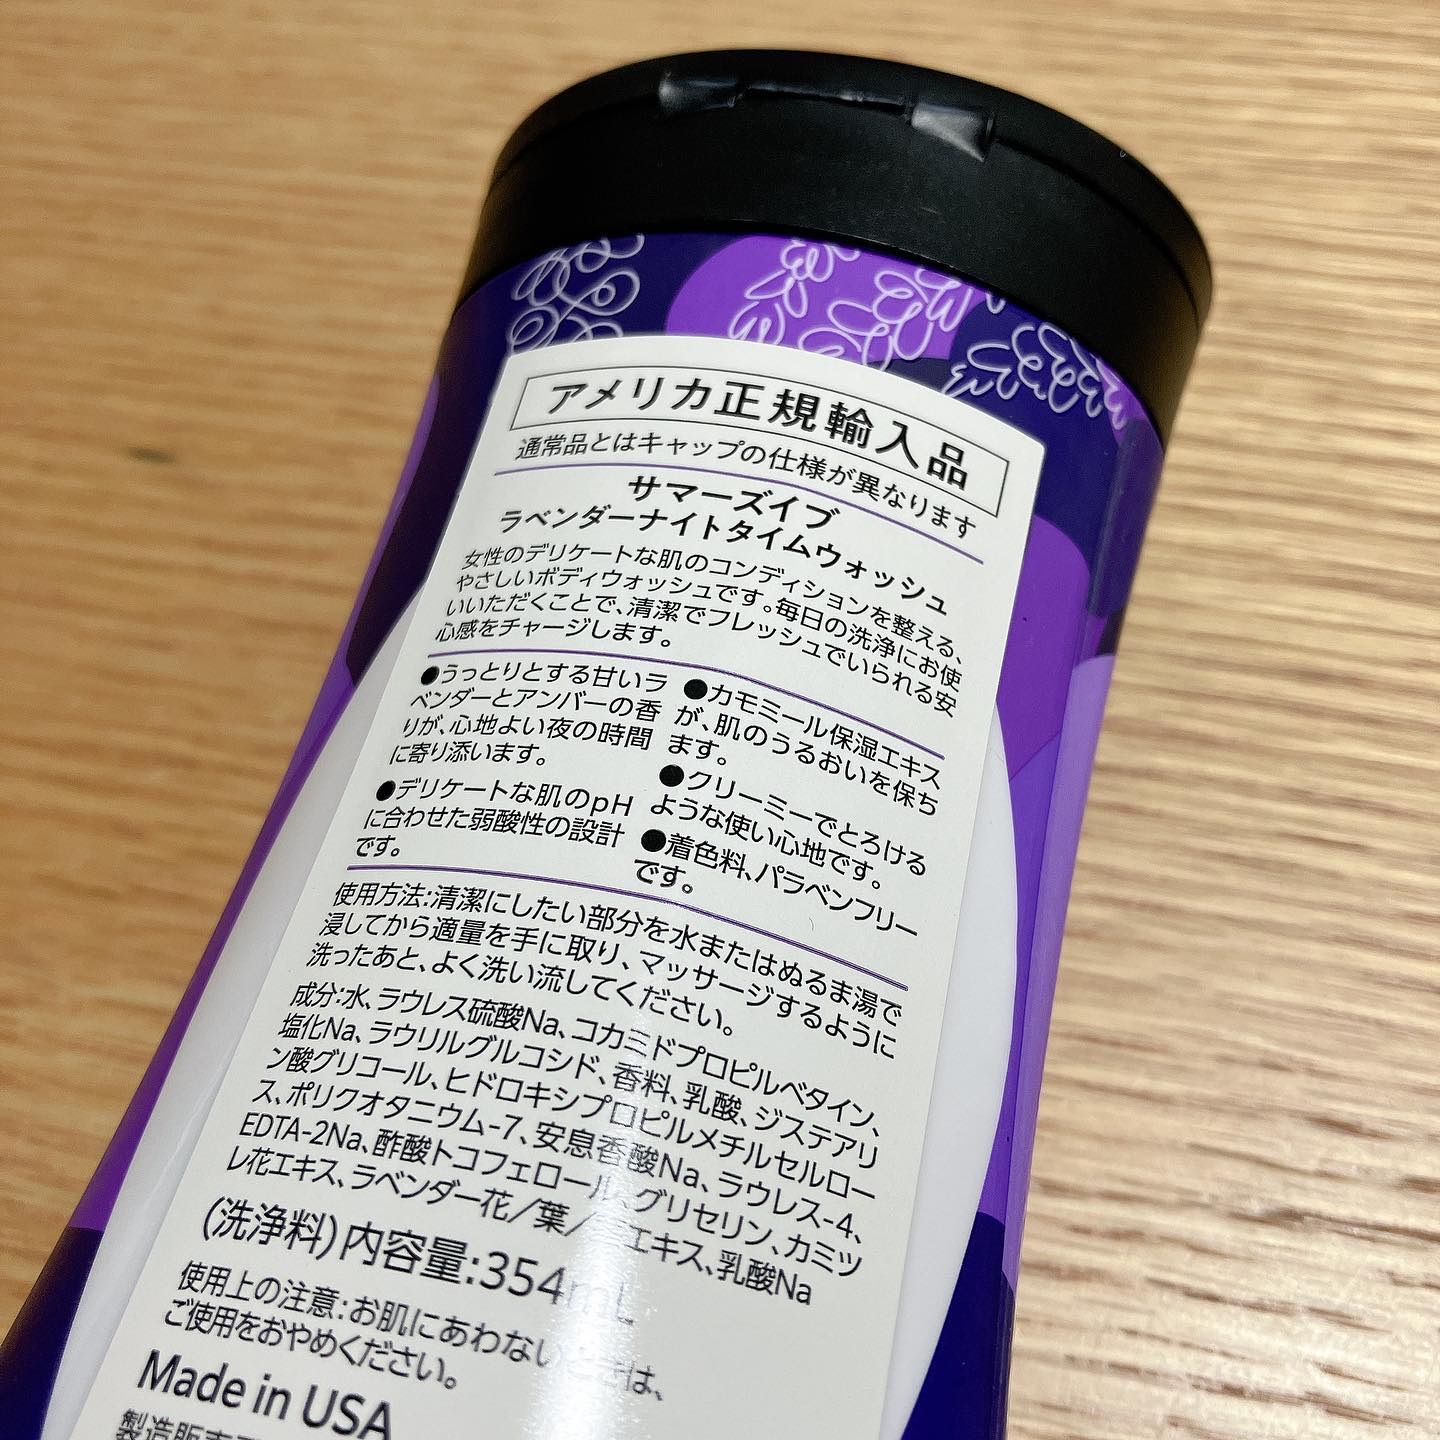 アメリカ正規輸入品
通常品とはキャップの仕様が異なります
サマーズイブ
ラベンダーナイトタイムウォッシュ
女性のデリケートな肌のコンディションを整える、
やさしいボディウォッシュです。毎日の洗浄にお使
いいただくことで、清潔でフレッシュでいられる安
心感をチャージします。
●うっとりとする甘いラ
ベンダーとアンバーの香
りが、心地よい夜の時間
に寄り添います。
●デリケートな肌のpH
に合わせた弱酸性の設計
です。
●カモミール保湿エキス
が、肌のうるおいを保ち
ます。
●クリーミーでとろける
ような使い心地です。
●着色料、パラベンフリー
です。
使用方法:清潔にしたい部分を水またはぬるま湯で
浸してから適量を手に取り、マッサージするように
洗ったあと、よく洗い流してください。
成分:水、ラウレス硫酸Na、コカミドプロピルベタイン、
塩化Na、ラウリルグルコシド、香料、乳酸、ジステアリ
ン酸グリコール、ヒドロキシプロピルメチルセルロー
ス、ポリクオタニウム-7、安息香酸Na、ラウレス-4、
EDTA-2Na、酢酸トコフェロール、グリセリン、カミツ
レ花エキス、ラベンダー花/葉/エキス、乳酸Na
(洗浄料)内容量:354mL
使用上の注意:お肌にあわないときは、
ご使用をおやめください。
Made in USA
製造販売